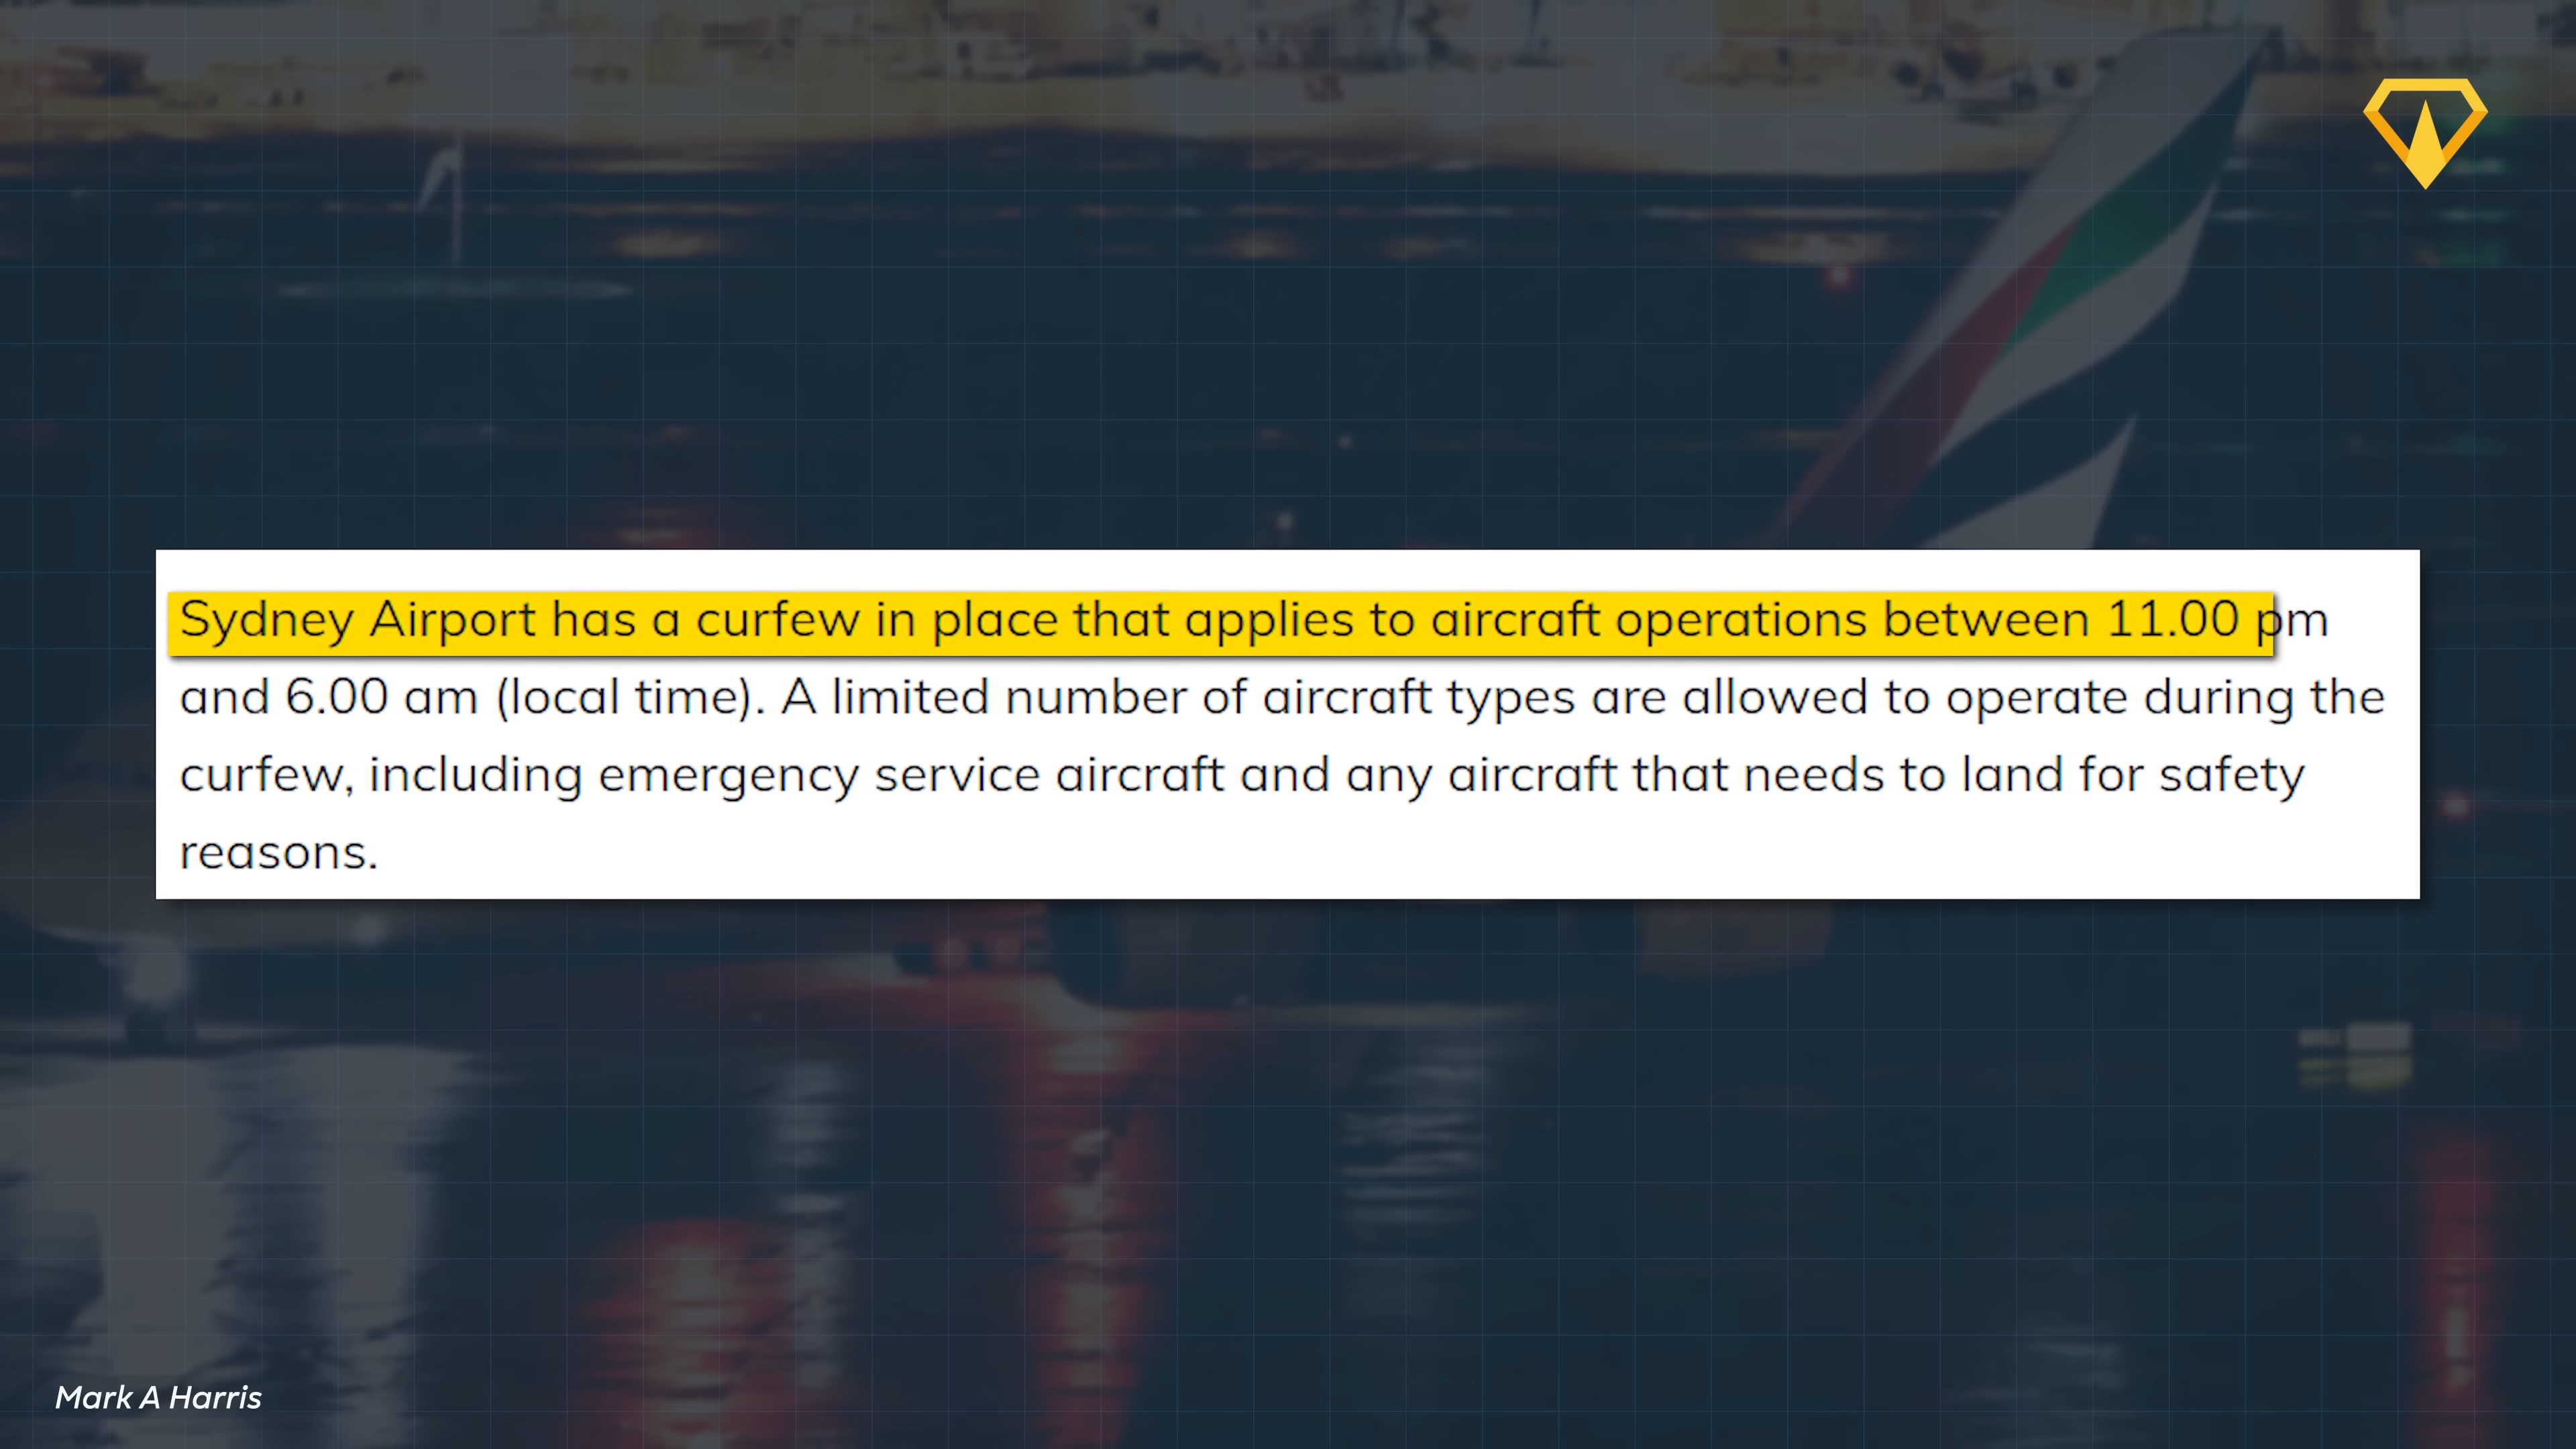 Sydney Airport has a curfew in place that applies to aircraft operations between 11.00 pm
and 6.00 am (local time). A limited number of aircraft types are allowed to operate during the
curfew, including emergency service aircraft and any aircraft that needs to land for safety
reasons.
Mark A Harris